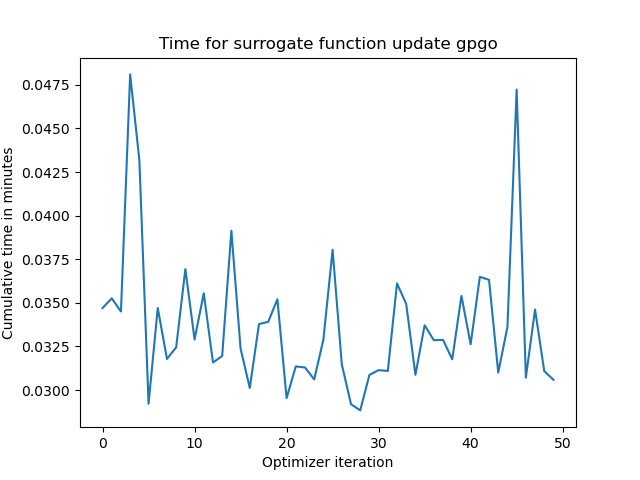 Time for surrogate function update gpgo
Cumulative time in minutes
0.0475
0.0450
0.0425
0.0400
0.0375
0.0350
0.0325
0.0300
0 10 20 30 40 50
Optimizer iteration